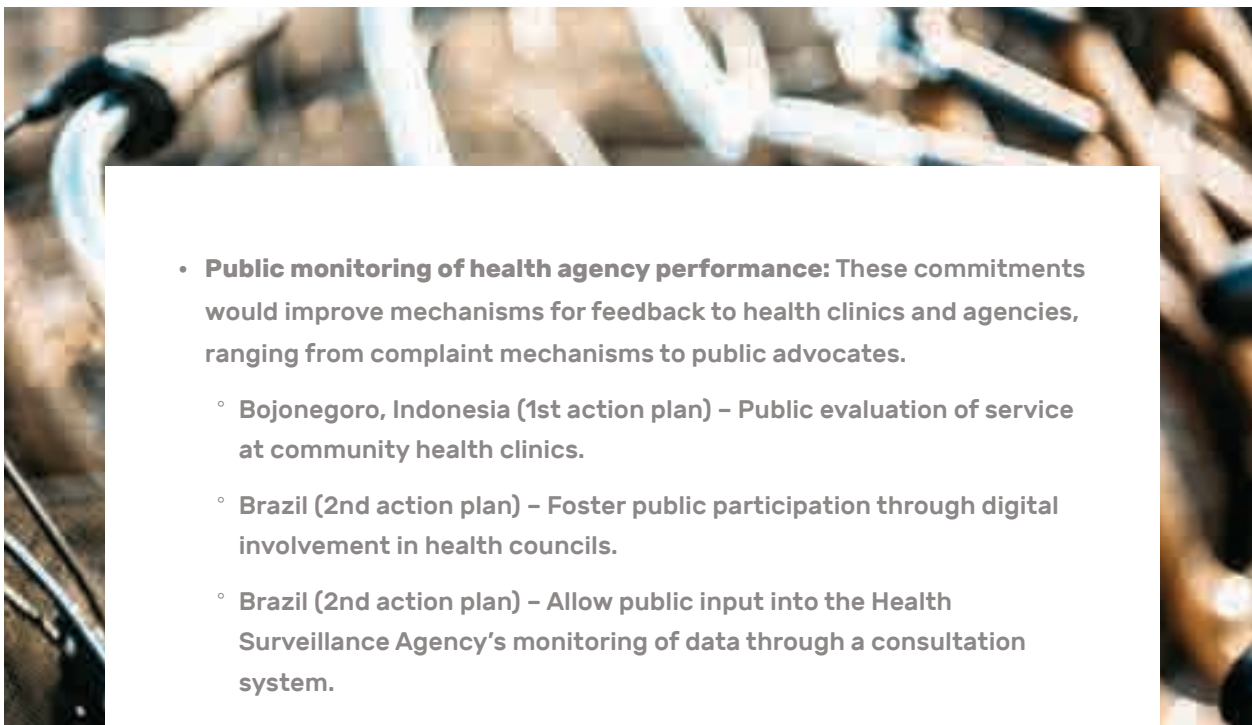 • Public monitoring of health agency performance: These commitments
would improve mechanisms for feedback to health clinics and agencies,
ranging from complaint mechanisms to public advocates.
° Bojonegoro, Indonesia (1st action plan) – Public evaluation of service
at community health clinics.
° Brazil (2nd action plan) – Foster public participation through digital
involvement in health councils.
° Brazil (2nd action plan) – Allow public input into the Health
Surveillance Agency’s monitoring of data through a consultation
system.